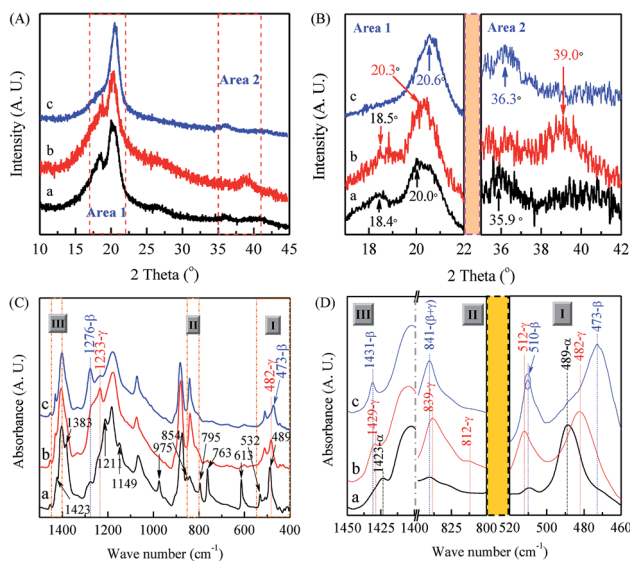 (A)
Intensity (A. U.)
Area 2
Area 1
c
b
a
10 15 20 25 30 35 40 45
2 Theta (°)
(B)
Intensity (A. U.)
Area 1
Area 2
20.3°
20.6°
39.0°
36.3°
18.5°
18.4°
20.0°
35.9 °
c
b
a
18 20 22 36 38 40 42
2 Theta (°)
(C)
Absorbance (A. U.)
III
II
I
1276-β
1233-γ
482-γ
473-β
c
b
a
1383
1423
1211
1149
975
854
795
763
613
532
489
1400 1200 1000 800 600 400
Wave number (cm-1)
(D)
Absorbance (A. U.)
III
II
I
1431-β
1429-γ
1423-α
841-(β+γ)
839-γ
812-γ
512-γ
510-β
489-α
482-γ
473-β
c
b
a
1450 1425 1400 825 800 520 500 480 460
Wave number (cm-1)